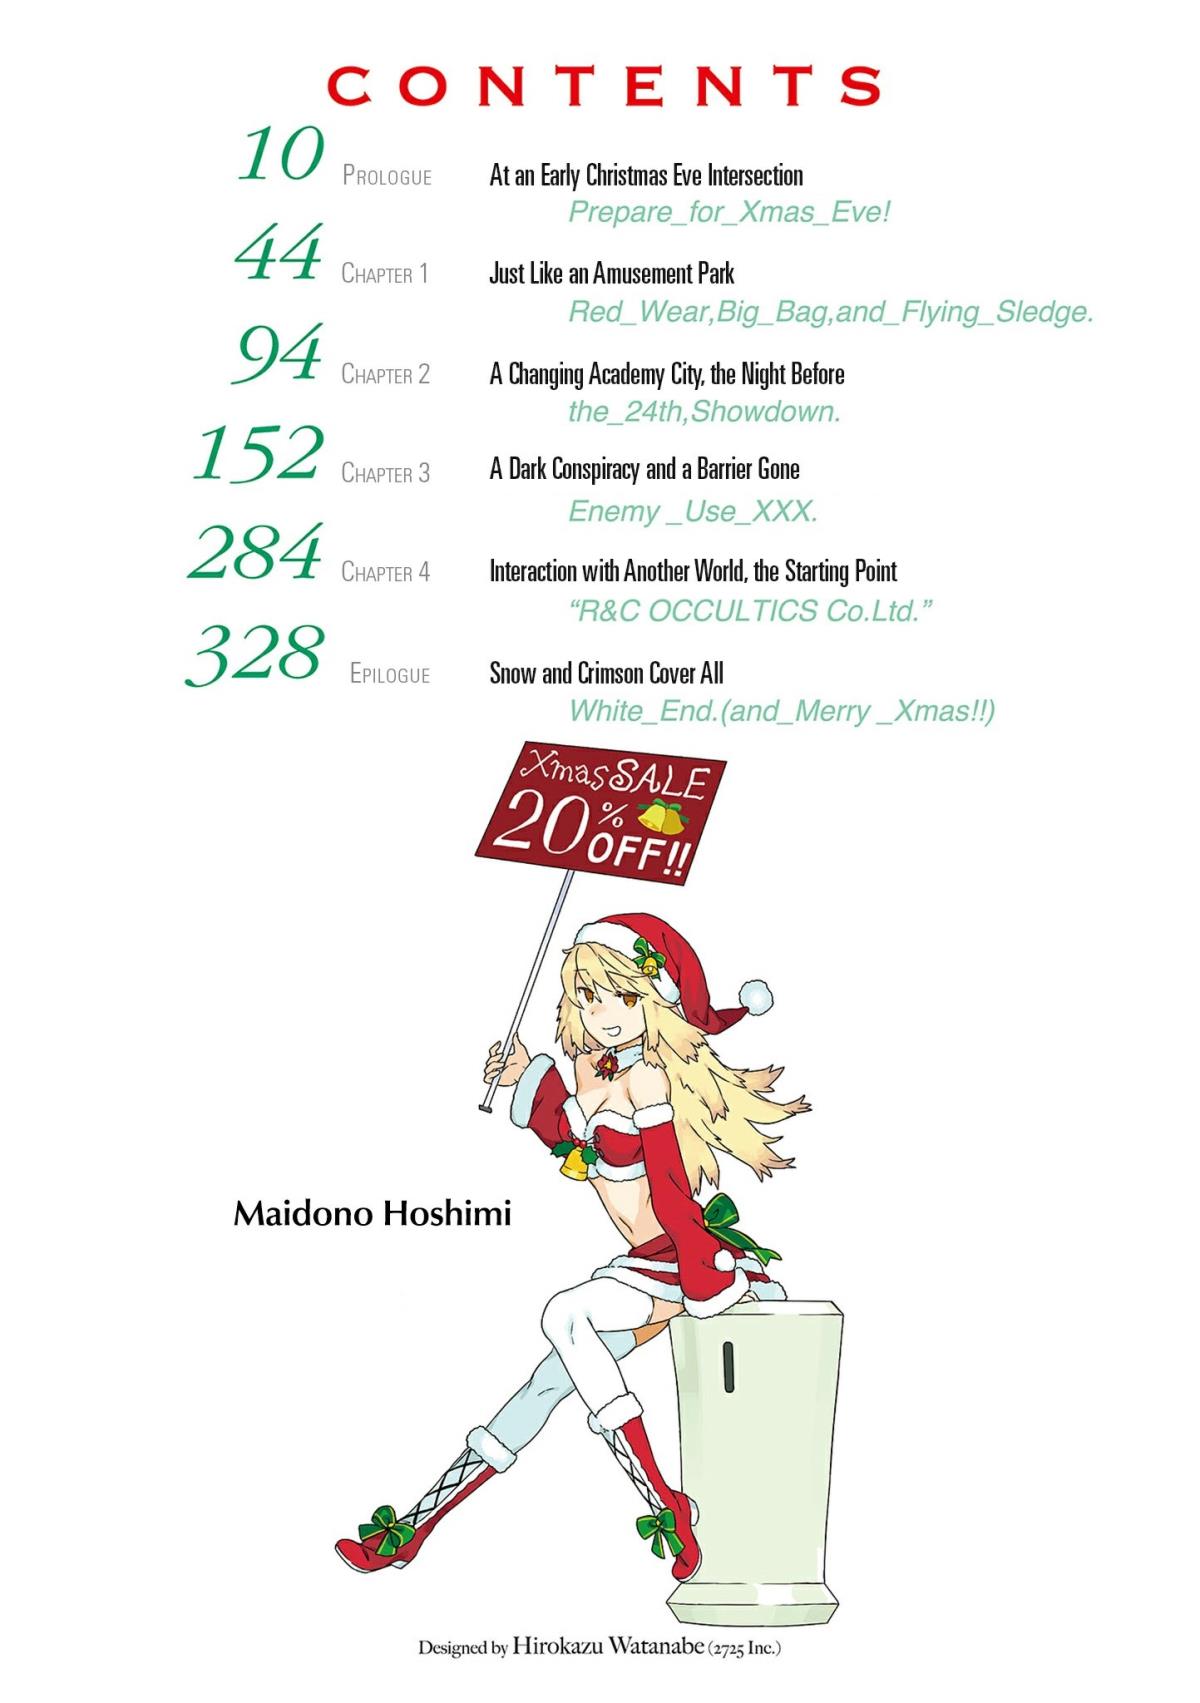 CONTENTS
10 PROLOGUE At an Early Christmas Eve Intersection
Prepare_for_Xmas_Eve!
44 CHAPTER 1 Just Like an Amusement Park
Red_Wear,Big_Bag,and_Flying_Sledge.
94 CHAPTER 2 A Changing Academy City, the Night Before
the_24th,Showdown.
152 CHAPTER 3 A Dark Conspiracy and a Barrier Gone
Enemy _Use_XXX.
284 CHAPTER 4 Interaction with Another World, the Starting Point
“R&C OCCULTICS Co.Ltd.”
328 EPILOGUE Snow and Crimson Cover All
White_End.(and_Merry _Xmas!!)
Xmas SALE
20% OFF!!
Maidono Hoshimi
Designed by Hirokazu Watanabe (2725 Inc.)